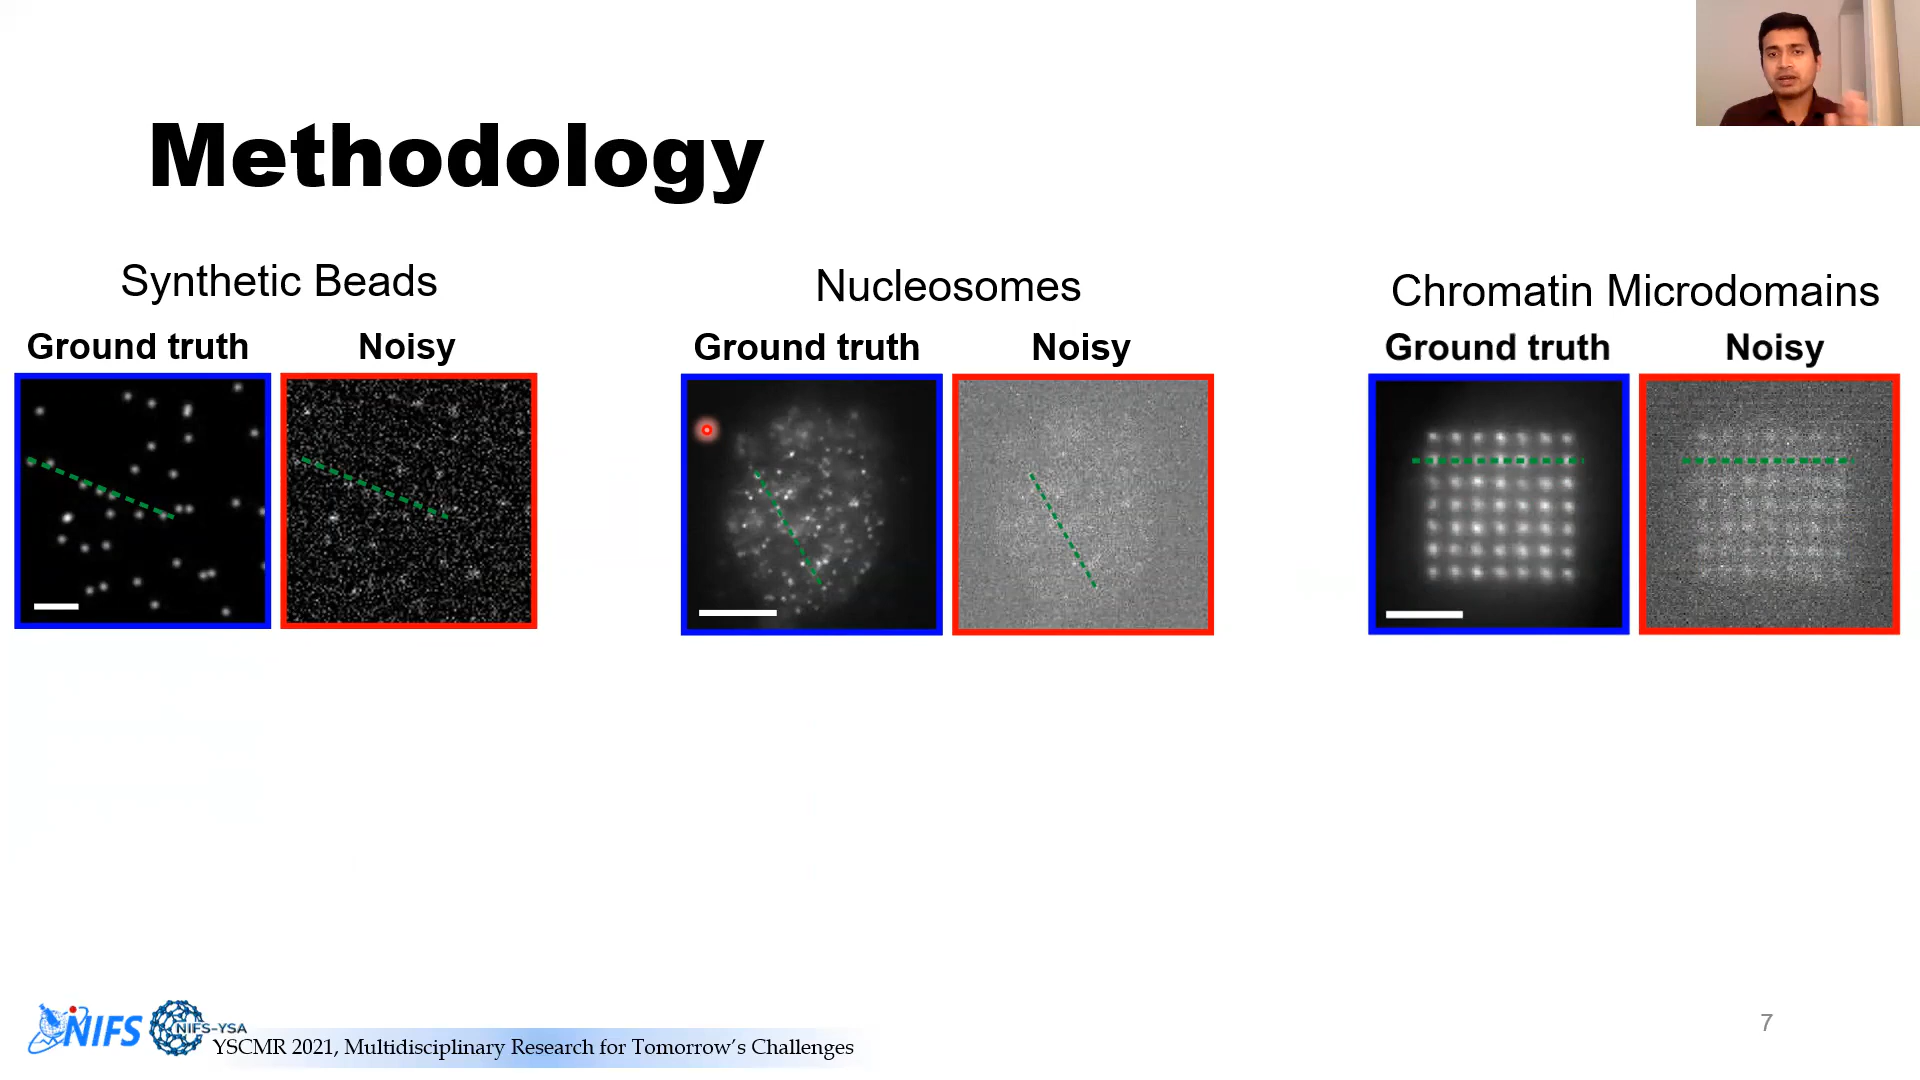 Methodology
Synthetic Beads
Ground truth Noisy
Nucleosomes
Ground truth Noisy
Chromatin Microdomains
Ground truth Noisy
NIFS
NIFS-YSA
YSCMR 2021, Multidisciplinary Research for Tomorrow’s Challenges
7